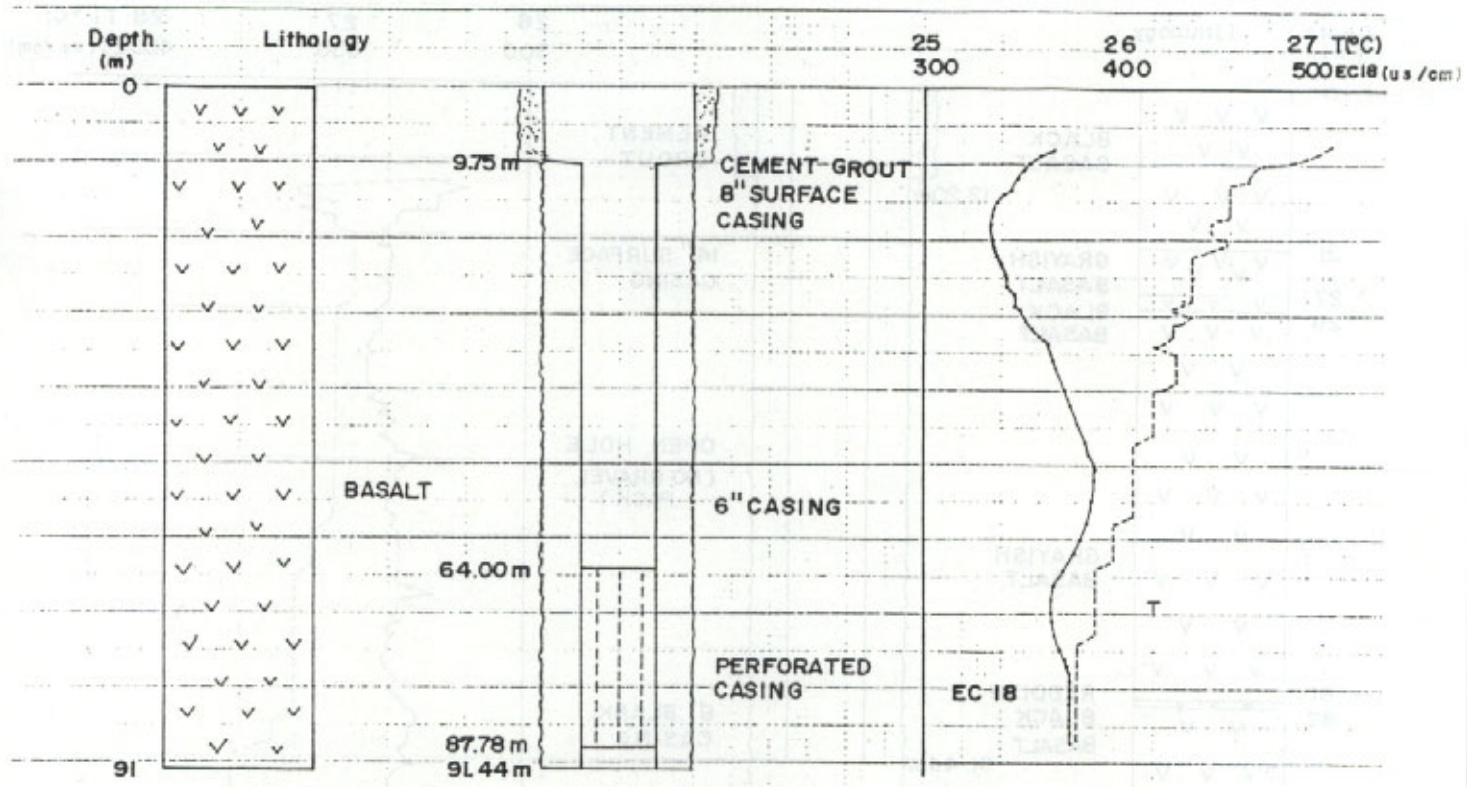 Depth
(m)
Lithology
25 26 27 T(°C)
300 400 500 EC18 (us/cm)
0
9.75 m
CEMENT GROUT
8" SURFACE
CASING
BASALT
6" CASING
64.00 m
T
PERFORATED
CASING
EC 18
87.78 m
91
91.44 m